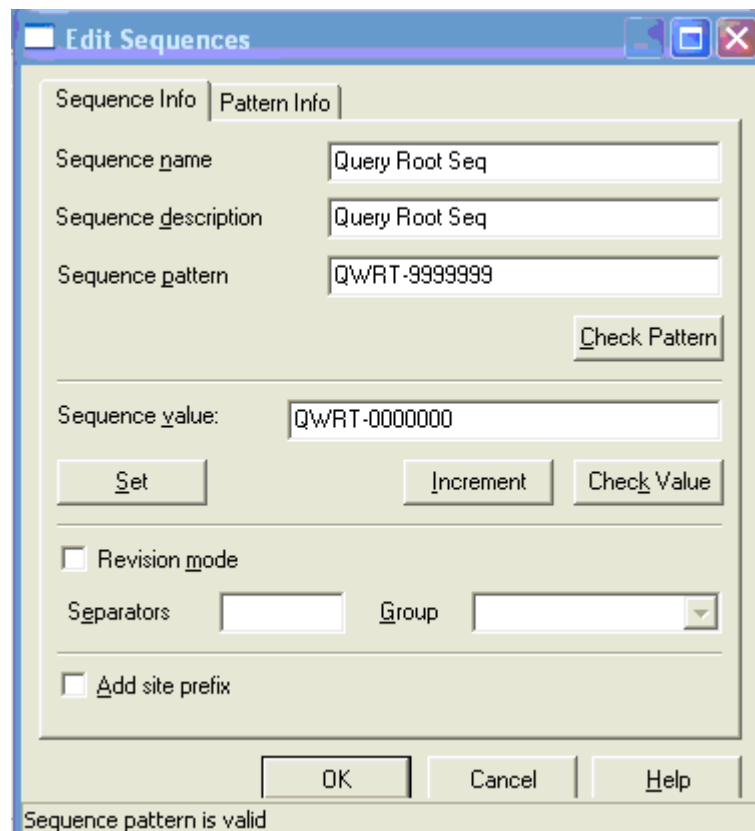 Edit Sequences
Sequence Info Pattern Info
Sequence name Query Root Seq
Sequence description Query Root Seq
Sequence pattern QWRT-9999999
Check Pattern
Sequence value: QWRT-0000000
Set Increment Check Value
Revision mode
Separators Group
Add site prefix
OK Cancel Help
Sequence pattern is valid